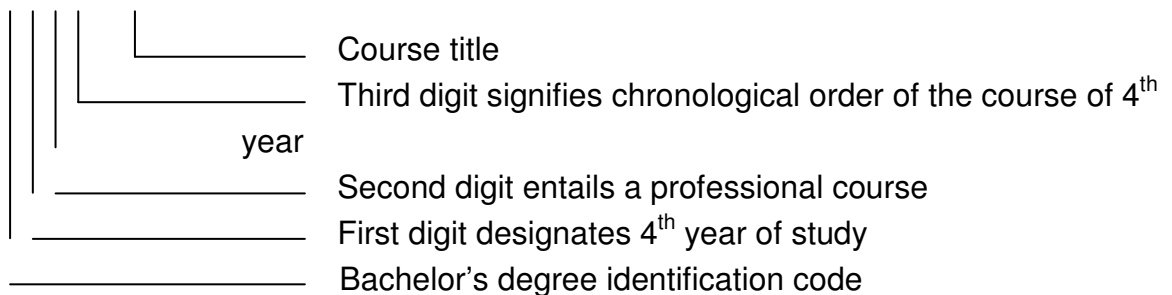 Course title
Third digit signifies chronological order of the course of 4th
year
Second digit entails a professional course
First digit designates 4th year of study
Bachelor's degree identification code